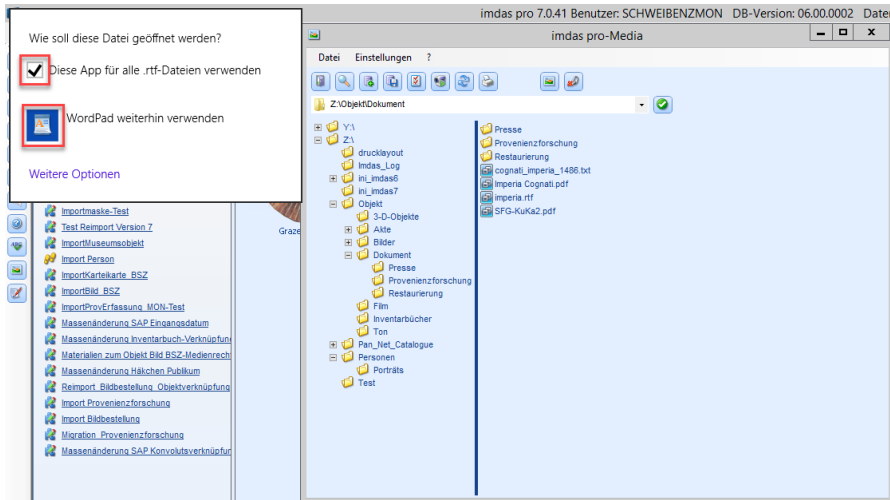 imdas pro 7.0.41 Benutzer: SCHWEIBENZMON DB-Version: 06.00.0002 Date
Wie soll diese Datei geöffnet werden?
Diese App für alle .rtf-Dateien verwenden
WordPad weiterhin verwenden
Weitere Optionen
Importmaske-Test
Test Reimport Version 7
ImportMuseumsobjekt
Import Person
ImportKarteikarte_BSZ
ImportBild_BSZ
ImportProvErfassung_MON-Test
Massenänderung SAP Eingangsdatum
Massenänderung Inventarbuch-Verknüpfun
Materialien zum Objekt Bild BSZ-Medienrech
Massenänderung Häkchen Publikum
Reimport_Bildbestellung_Objektverknüpfung
Import Provenienzforschung
Import Bildbestellung
Migration_Provenienzforschung
Massenänderung SAP Konvolutsverknüpfun
Graze
imdas pro-Media
Datei Einstellungen ?
Z:\Objekt\Dokument
Y:\
Z:\
drucklayout
Imdas_Log
ini_imdas6
ini_imdas7
Objekt
3-D-Objekte
Akte
Bilder
Dokument
Presse
Provenienzforschung
Restaurierung
Film
Inventarbücher
Ton
Pan_Net_Catalogue
Personen
Porträts
Test
Presse
Provenienzforschung
Restaurierung
cognati_imperia_1486.txt
Imperia Cognati.pdf
imperia.rtf
SFG-KuKa2.pdf